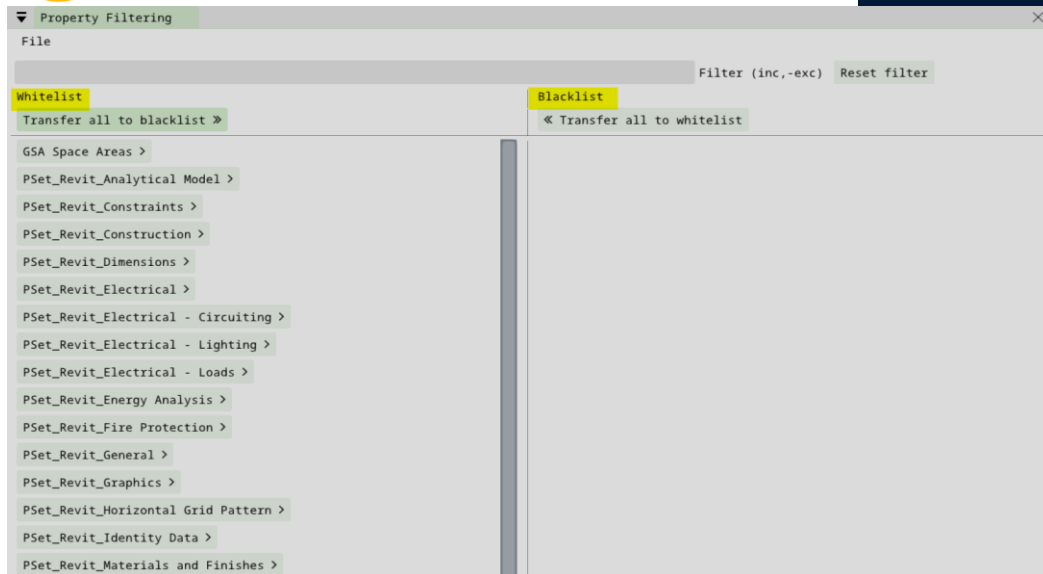 Property Filtering
File
Filter (inc,-exc) Reset filter
Whitelist
Transfer all to blacklist »
Blacklist
« Transfer all to whitelist
GSA Space Areas >
PSet_Revit_Analytical Model >
PSet_Revit_Constraints >
PSet_Revit_Construction >
PSet_Revit_Dimensions >
PSet_Revit_Electrical >
PSet_Revit_Electrical - Circuiting >
PSet_Revit_Electrical - Lighting >
PSet_Revit_Electrical - Loads >
PSet_Revit_Energy Analysis >
PSet_Revit_Fire Protection >
PSet_Revit_General >
PSet_Revit_Graphics >
PSet_Revit_Horizontal Grid Pattern >
PSet_Revit_Identity Data >
PSet_Revit_Materials and Finishes >